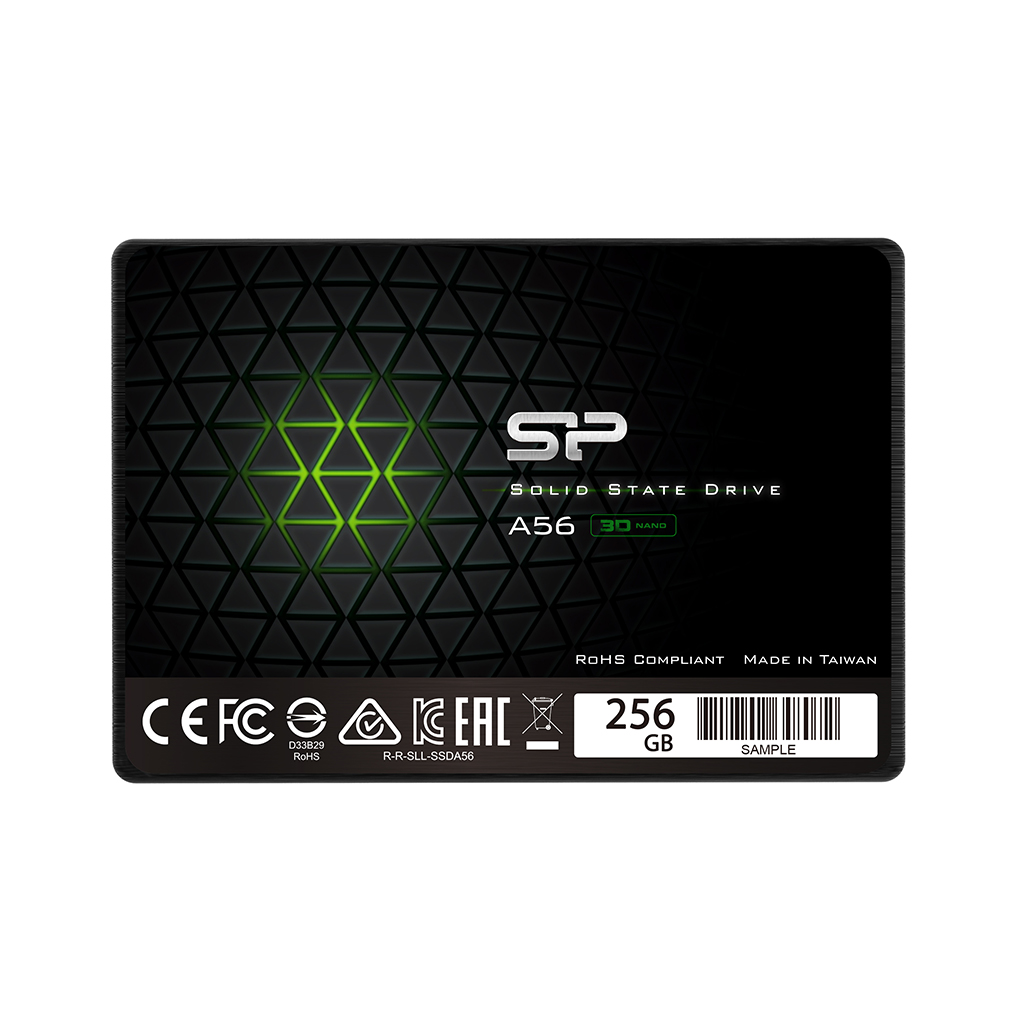 SP
SOLID STATE DRIVE
A56 3D NAND
ROHS COMPLIANT MADE IN TAIWAN
CE FC
D33B29
RoHS
R-R-SLL-SSDA56
EAC
256
GB
SAMPLE